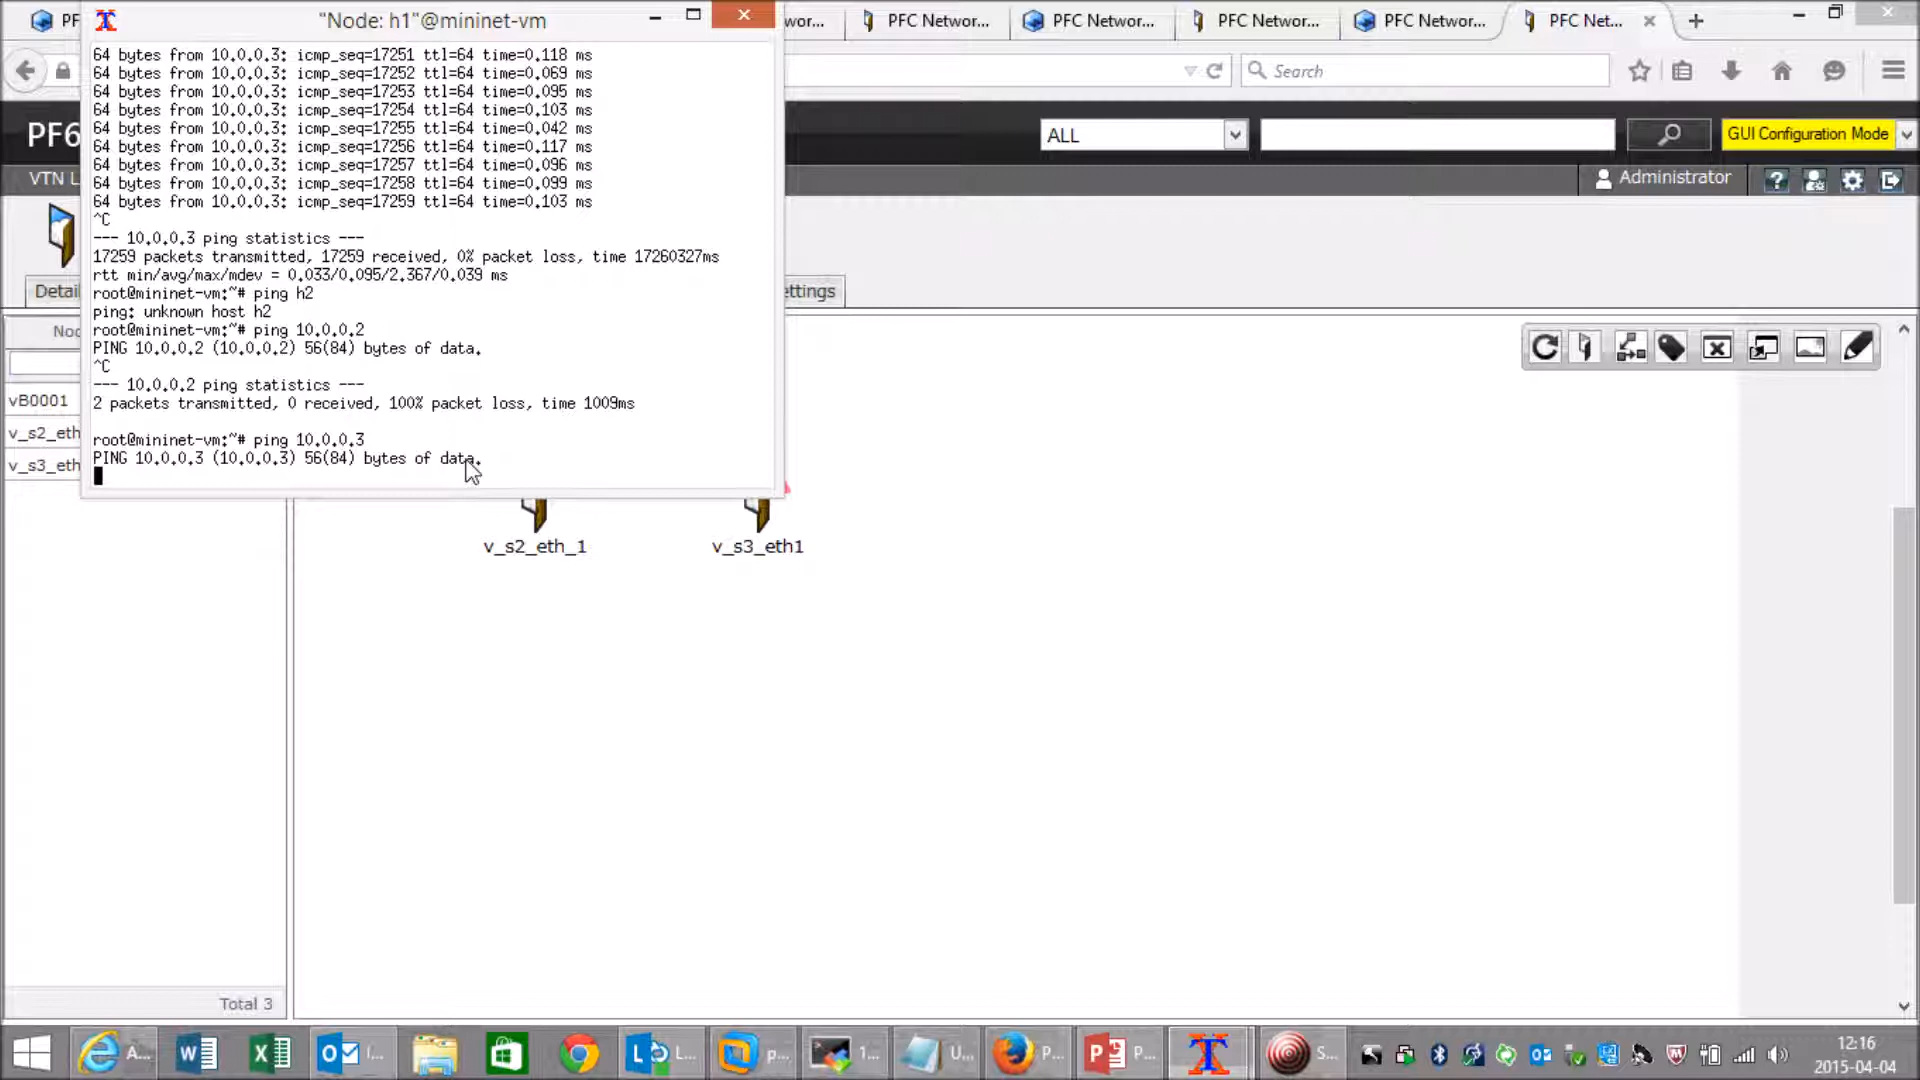 "Node: h1"@mininet-vm
PF
wor...
PFC Networ...
PFC Networ...
PFC Networ...
PFC Networ...
PFC Net...
64 bytes from 10.0.0.3: icmp_seq=17251 ttl=64 time=0.118 ms
64 bytes from 10.0.0.3: icmp_seq=17252 ttl=64 time=0.069 ms
64 bytes from 10.0.0.3: icmp_seq=17253 ttl=64 time=0.095 ms
64 bytes from 10.0.0.3: icmp_seq=17254 ttl=64 time=0.103 ms
64 bytes from 10.0.0.3: icmp_seq=17255 ttl=64 time=0.042 ms
64 bytes from 10.0.0.3: icmp_seq=17256 ttl=64 time=0.117 ms
64 bytes from 10.0.0.3: icmp_seq=17257 ttl=64 time=0.096 ms
64 bytes from 10.0.0.3: icmp_seq=17258 ttl=64 time=0.099 ms
64 bytes from 10.0.0.3: icmp_seq=17259 ttl=64 time=0.103 ms
^C
--- 10.0.0.3 ping statistics ---
17259 packets transmitted, 17259 received, 0% packet loss, time 17260327ms
rtt min/avg/max/mdev = 0.033/0.095/2.367/0.039 ms
root@mininet-vm:~# ping h2
ping: unknown host h2
root@mininet-vm:~# ping 10.0.0.2
PING 10.0.0.2 (10.0.0.2) 56(84) bytes of data.
^C
--- 10.0.0.2 ping statistics ---
2 packets transmitted, 0 received, 100% packet loss, time 1009ms
root@mininet-vm:~# ping 10.0.0.3
PING 10.0.0.3 (10.0.0.3) 56(84) bytes of data.
Search
PF6
ALL
GUI Configuration Mode
VTN L
Administrator
Detail
ettings
Nod
vB0001
v_s2_eth
v_s3_eth
v_s2_eth_1
v_s3_eth1
Total 3
A...
I...
L...
p...
1...
U...
P...
P...
S...
12:16
2015-04-04